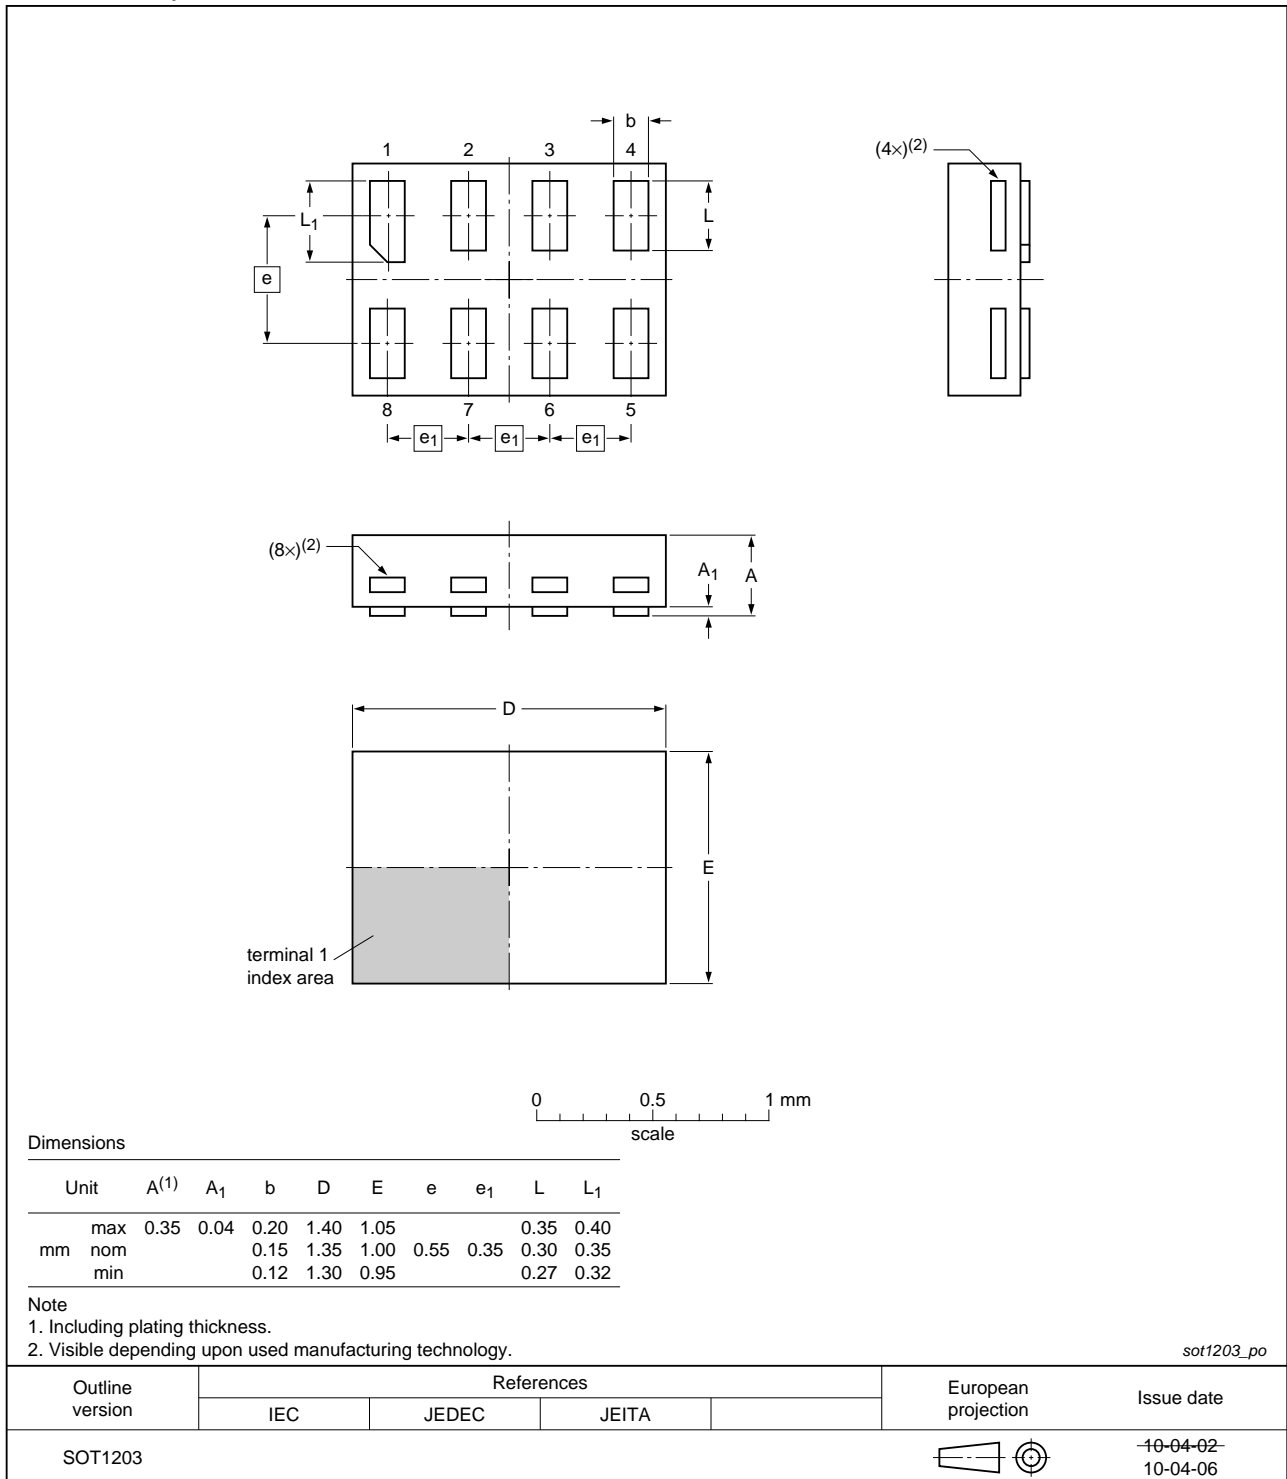 b
1 2 3 4
(4×)(2)
L1
L
e
8 7 6 5
e1 e1 e1
(8×)(2)
A1
A
D
E
terminal 1
index area
0 0.5 1 mm
scale
Dimensions
Unit A(1) A1 b D E e e1 L L1
max 0.35 0.04 0.20 1.40 1.05 0.35 0.40
mm nom 0.15 1.35 1.00 0.55 0.35 0.30 0.35
min 0.12 1.30 0.95 0.27 0.32
Note
1. Including plating thickness.
2. Visible depending upon used manufacturing technology.
sot1203_po
Outline version
References
European projection
Issue date
IEC JEDEC JEITA
SOT1203
10-04-02
10-04-06